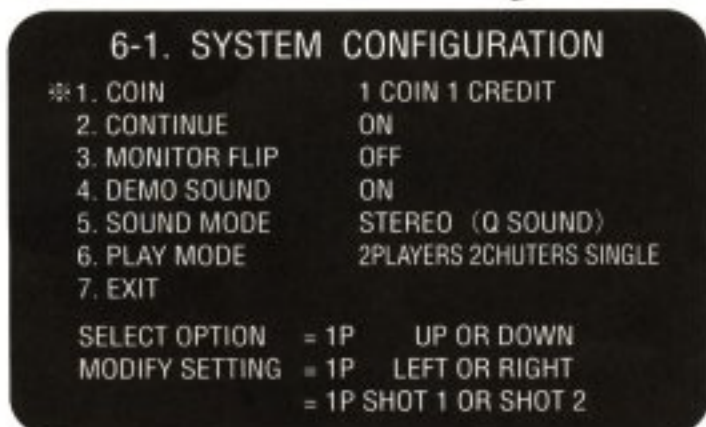 6-1. SYSTEM CONFIGURATION
※1. COIN 1 COIN 1 CREDIT
2. CONTINUE ON
3. MONITOR FLIP OFF
4. DEMO SOUND ON
5. SOUND MODE STEREO (Q SOUND)
6. PLAY MODE 2PLAYERS 2CHUTERS SINGLE
7. EXIT
SELECT OPTION = 1P UP OR DOWN
MODIFY SETTING = 1P LEFT OR RIGHT
= 1P SHOT 1 OR SHOT 2